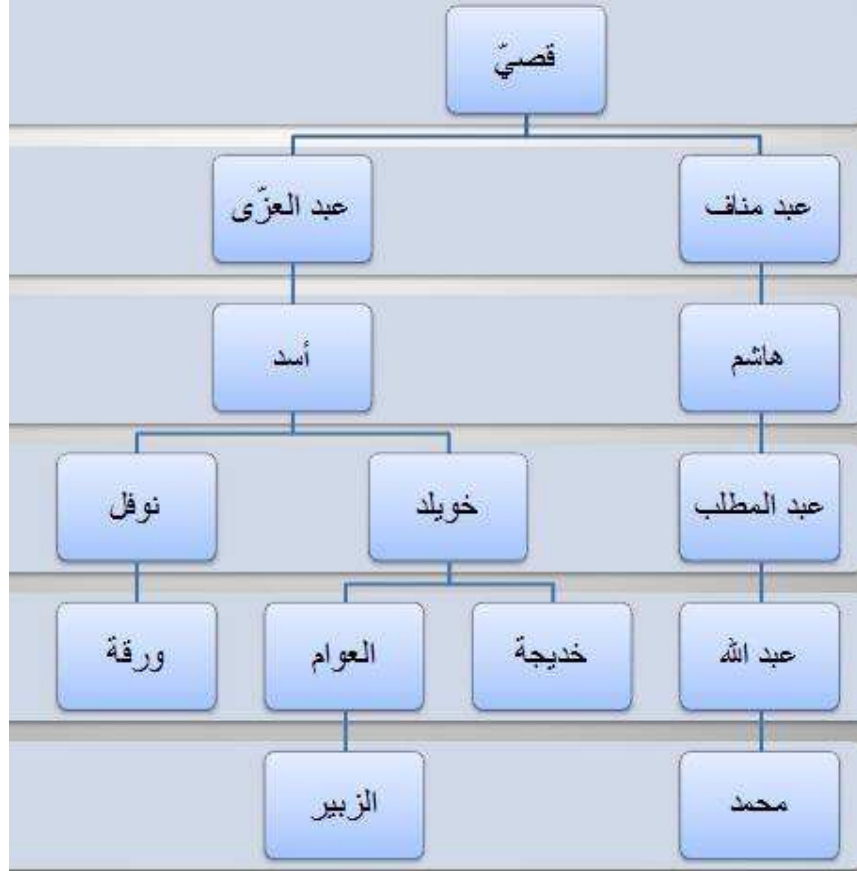 قصيّ
عبد مناف
عبد العزّى
هاشم
أسد
عبد المطلب
خويلد
نوفل
عبد الله
خديجة
العوام
ورقة
محمد
الزبير